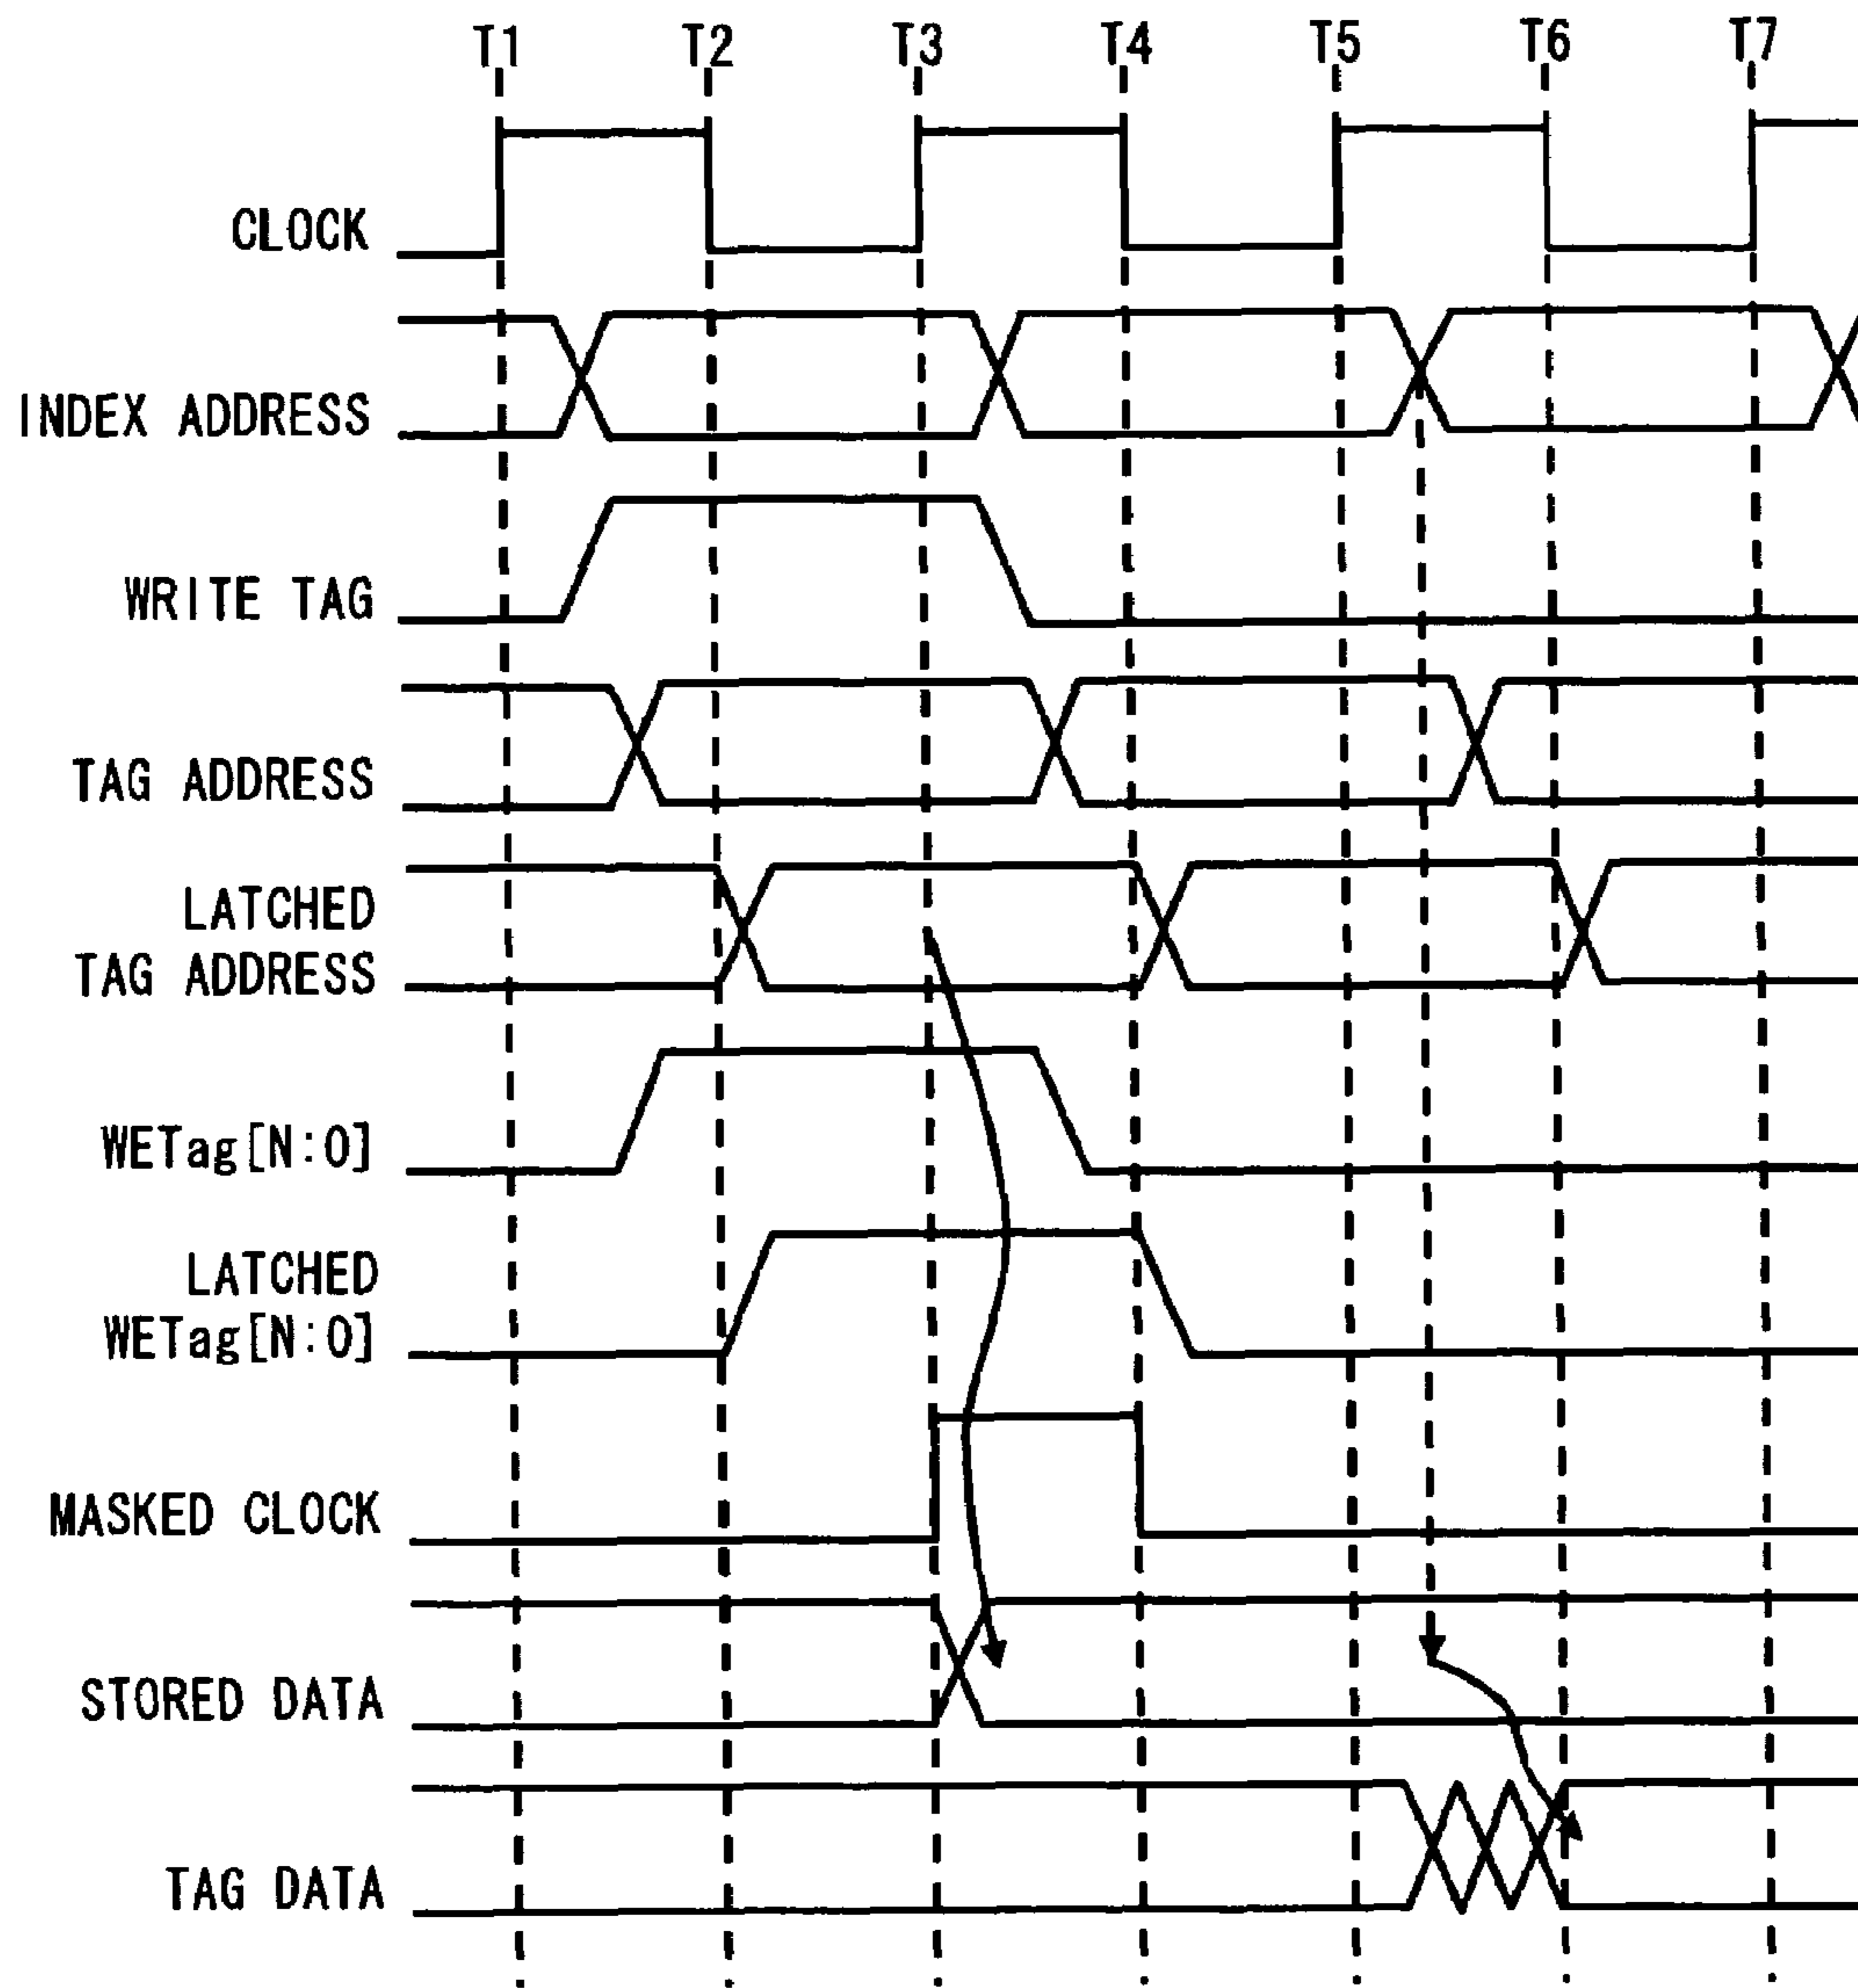 T1 T2 T3 T4 T5 T6 T7
CLOCK
INDEX ADDRESS
WRITE TAG
TAG ADDRESS
LATCHED
TAG ADDRESS
WETag[N:0]
LATCHED
WETag[N:0]
MASKED CLOCK
STORED DATA
TAG DATA